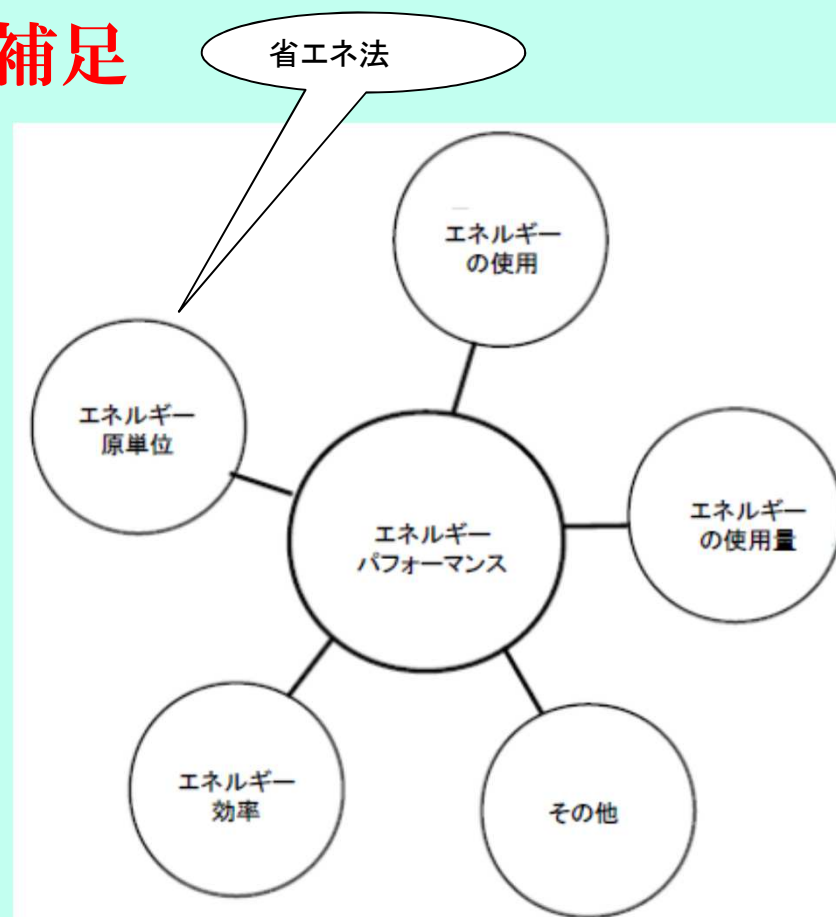 補足
省エネ法
エネルギー
の使用
エネルギー
原単位
エネルギー
の使用量
エネルギー
パフォーマンス
エネルギー
効率
その他